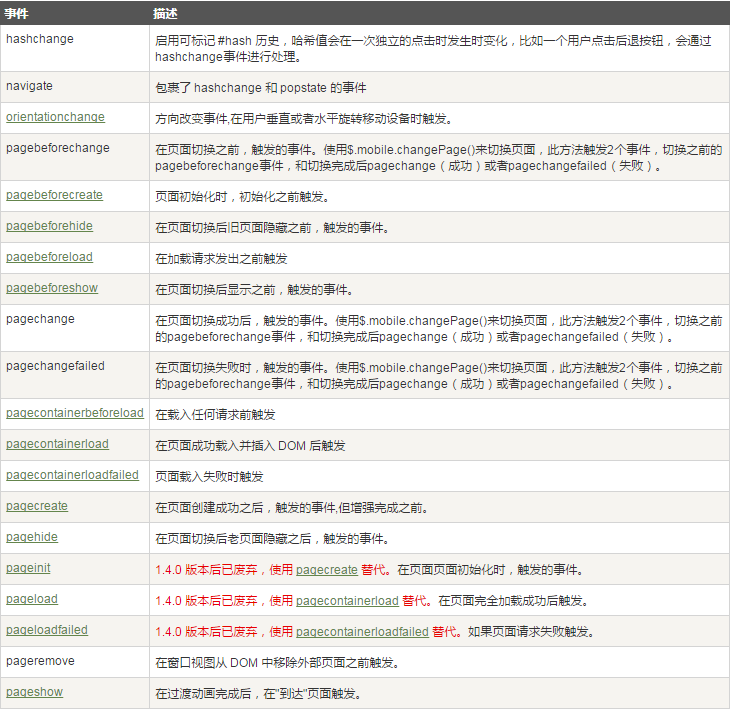 事件 描述
hashchange 启用可标记 #hash 历史，哈希值会在一次独立的点击时发生时变化，比如一个用户点击后退按钮，会通过
hashchange事件进行处理。
navigate 包裹了 hashchange 和 popstate 的事件
orientationchange 方向改变事件,在用户垂直或者水平旋转移动设备时触发。
pagebeforechange 在页面切换之前，触发的事件。使用$.mobile.changePage()来切换页面，此方法触发2个事件，切换之前的
pagebeforechange事件，和切换完成后pagechange（成功）或者pagechangefailed（失败）。
pagebeforecreate 页面初始化时，初始化之前触发。
pagebeforehide 在页面切换后旧页面隐藏之前，触发的事件。
pagebeforeload 在加载请求发出之前触发
pagebeforeshow 在页面切换后显示之前，触发的事件。
pagechange 在页面切换成功后，触发的事件。使用$.mobile.changePage()来切换页面，此方法触发2个事件，切换之前
的pagebeforechange事件，和切换完成后pagechange（成功）或者pagechangefailed（失败）。
pagechangefailed 在页面切换失败时，触发的事件。使用$.mobile.changePage()来切换页面，此方法触发2个事件，切换之前
的pagebeforechange事件，和切换完成后pagechange（成功）或者pagechangefailed（失败）。
pagecontainerbeforeload 在载入任何请求前触发
pagecontainerload 在页面成功载入并插入 DOM 后触发
pagecontainerloadfailed 页面载入失败时触发
pagecreate 在页面创建成功之后，触发的事件,但增强完成之前。
pagehide 在页面切换后老页面隐藏之后，触发的事件。
pageinit 1.4.0 版本后已废弃，使用 pagecreate 替代。在页面页面初始化时，触发的事件。
pageload 1.4.0 版本后已废弃，使用 pagecontainerload 替代。在页面完全加载成功后触发。
pageloadfailed 1.4.0 版本后已废弃，使用 pagecontainerloadfailed 替代。如果页面请求失败触发。
pageremove 在窗口视图从 DOM 中移除外部页面之前触发。
pageshow 在过渡动画完成后，在"到达"页面触发。